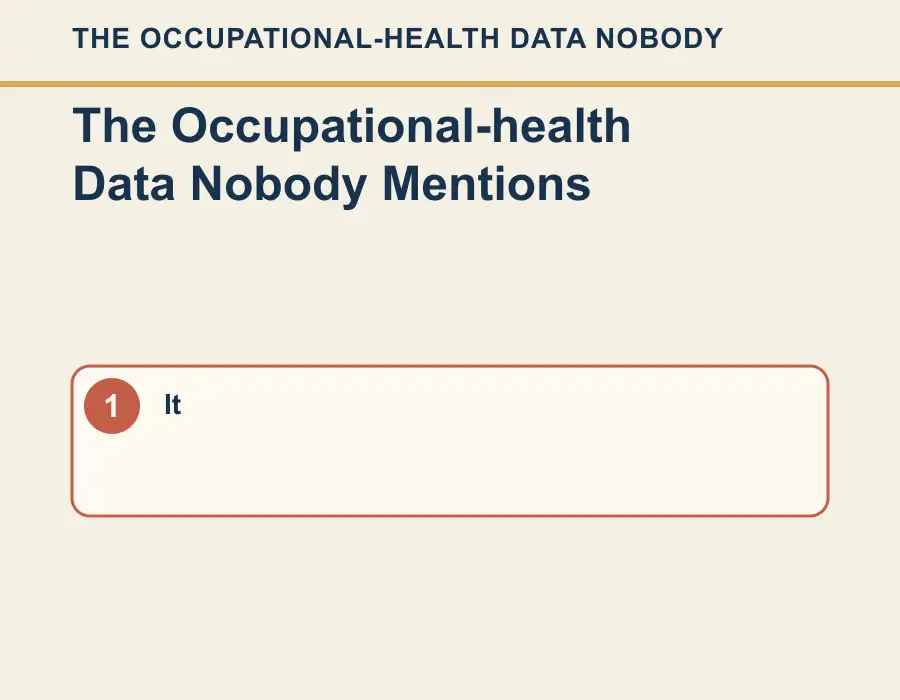 THE OCCUPATIONAL-HEALTH DATA NOBODY
The Occupational-health
Data Nobody Mentions
1
It